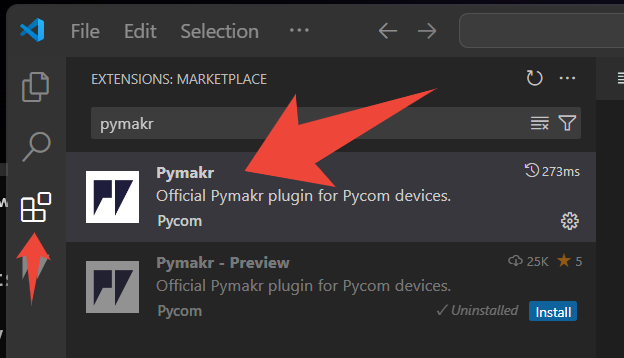 File Edit Selection ···
EXTENSIONS: MARKETPLACE
pymakr
Pymakr 273ms
Official Pymakr plugin for Pycom devices.
Pycom
Pymakr - Preview 25K ★ 5
Official Pymakr plugin for Pycom devices.
Pycom ✓ Uninstalled Install